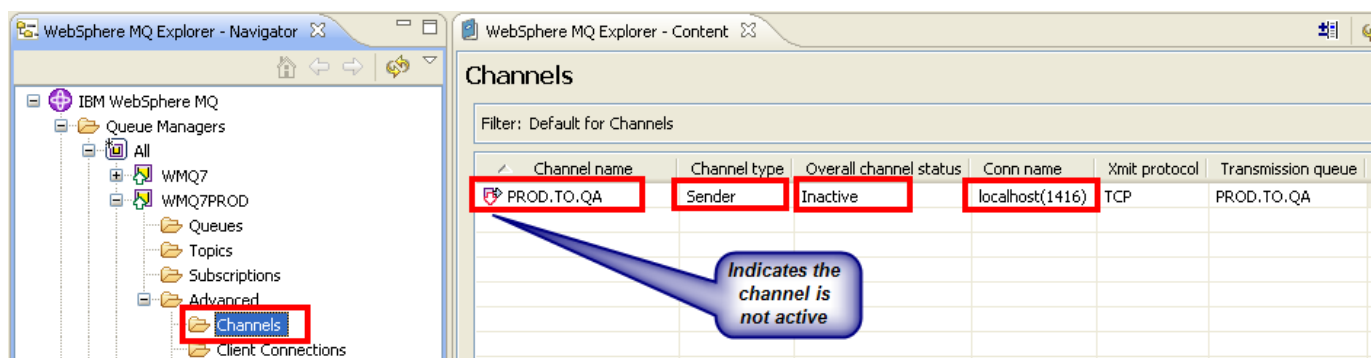 WebSphere MQ Explorer - Navigator
IBM WebSphere MQ
Queue Managers
All
WMQ7
WMQ7PROD
Queues
Topics
Subscriptions
Advanced
Channels
Client Connections
WebSphere MQ Explorer - Content
Channels
Filter: Default for Channels
Channel name Channel type Overall channel status Conn name Xmit protocol Transmission queue
PROD.TO.QA Sender Inactive localhost(1416) TCP PROD.TO.QA
Indicates the
channel is
not active